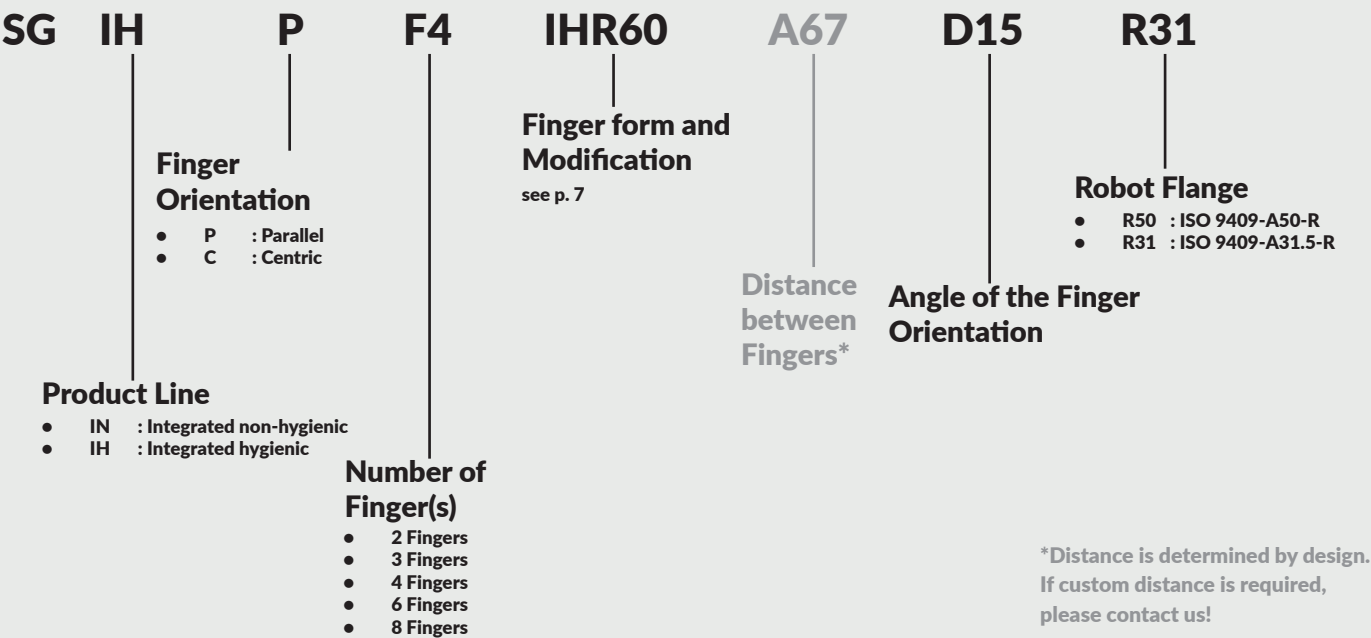 SG IH P F4 IHR60 A67 D15 R31
Finger form and
Modification
see p. 7
Finger
Orientation
● P : Parallel
● C : Centric
Robot Flange
● R50 : ISO 9409-A50-R
● R31 : ISO 9409-A31.5-R
Distance
between
Fingers*
Angle of the Finger
Orientation
Product Line
● IN : Integrated non-hygienic
● IH : Integrated hygienic
Number of
Finger(s)
● 2 Fingers
● 3 Fingers
● 4 Fingers
● 6 Fingers
● 8 Fingers
*Distance is determined by design.
If custom distance is required,
please contact us!